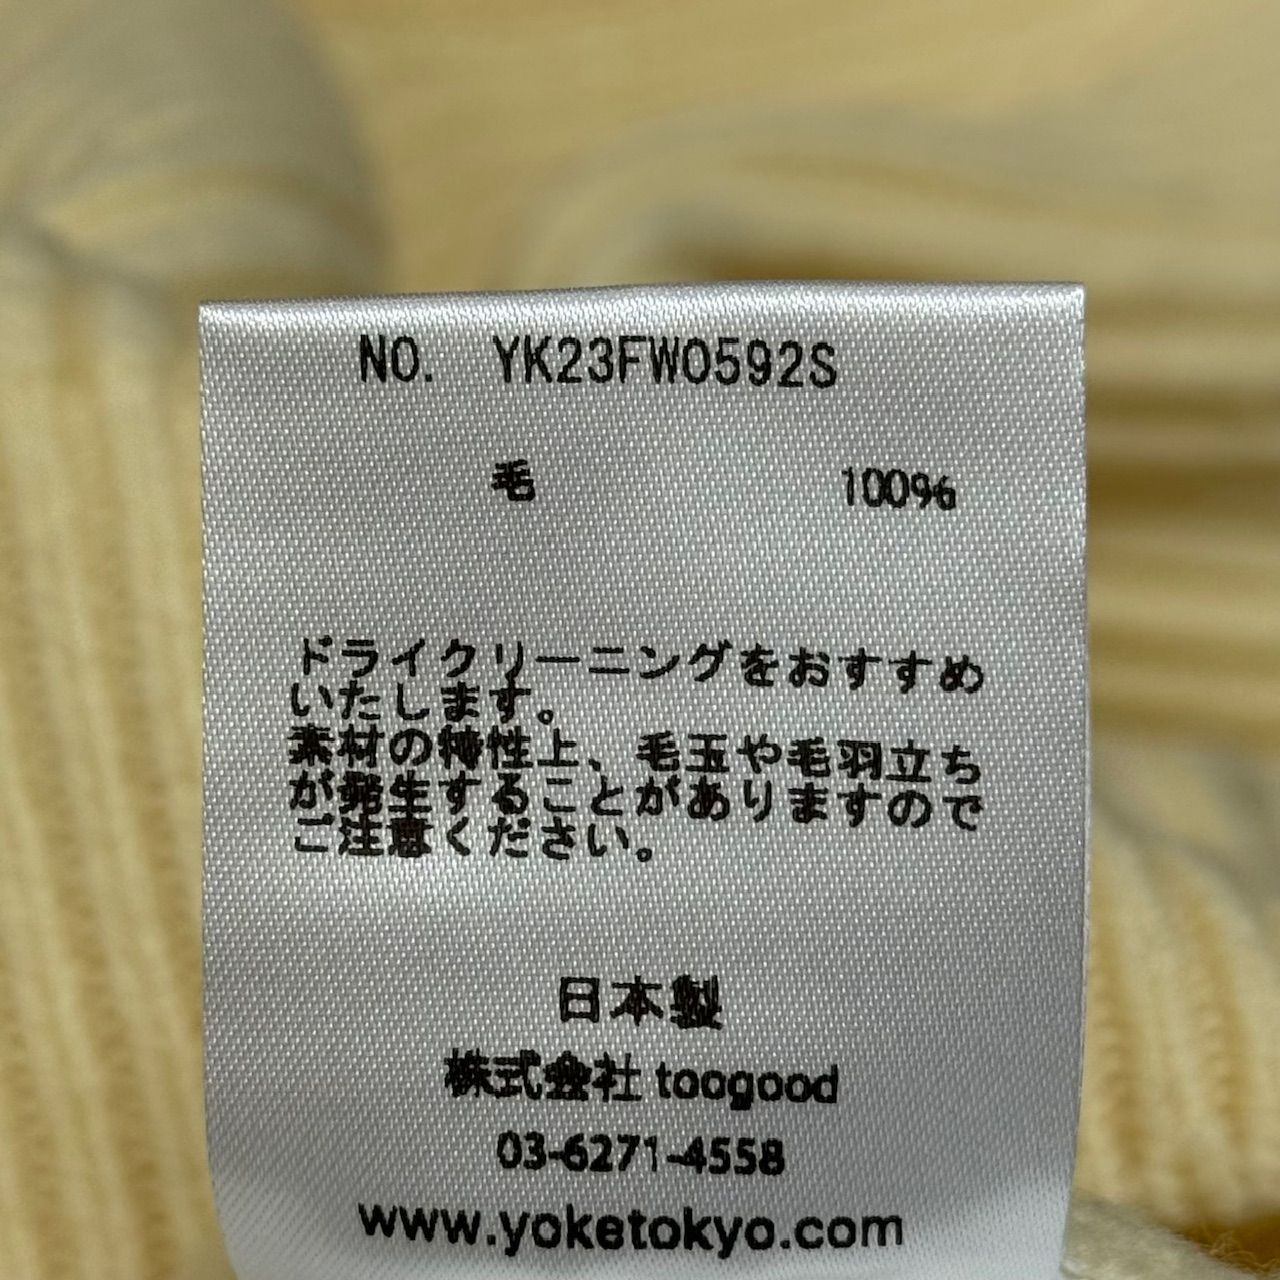 NO. YK23FW0592S
毛 100%
ドライクリーニングをおすすめ
いたします。
素材の特性上、毛玉や毛羽立ち
が発生することがありますので
ご注意ください。
日本製
株式会社 toogood
03-6271-4558
www.yoketokyo.com